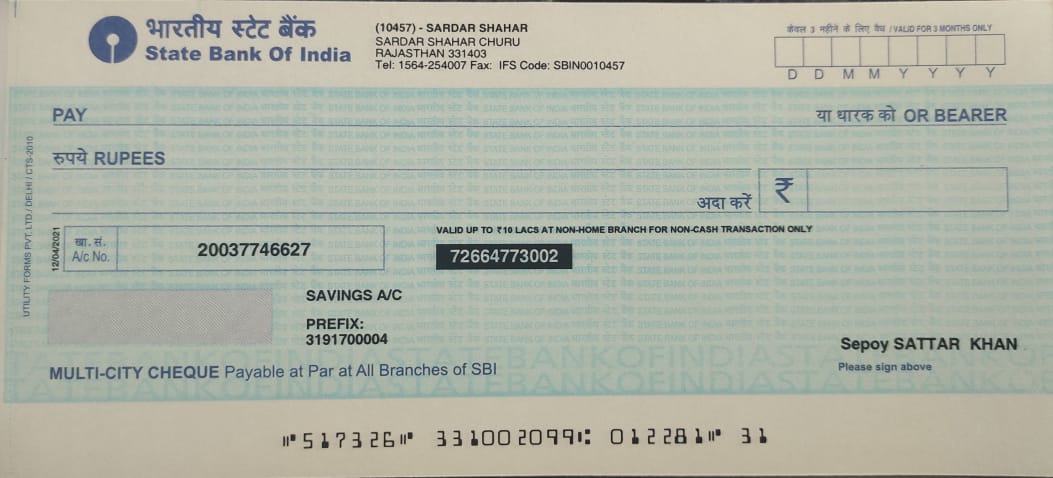 भारतीय स्टेट बैंक
State Bank Of India
(10457) - SARDAR SHAHAR
SARDAR SHAHAR CHURU
RAJASTHAN 331403
Tel: 1564-254007 Fax: IFS Code: SBIN0010457
केवल 3 महीने के लिए वैध / VALID FOR 3 MONTHS ONLY
D D M M Y Y Y Y
PAY
या धारक को OR BEARER
रुपये RUPEES
अदा करें ₹
UTILITY FORMS PVT. LTD./ DELHI / CTS-2010
12/04/2021
खा. सं.
A/c No. 20037746627
VALID UP TO ₹ 10 LACS AT NON-HOME BRANCH FOR NON-CASH TRANSACTION ONLY
72664773002
SAVINGS A/C
PREFIX:
3191700004
Sepoy SATTAR KHAN
Please sign above
STATEBANKOFINDIASTATEBANKOFINDIASTATEBANKOFINDIA
MULTI-CITY CHEQUE Payable at Par at All Branches of SBI
⑈517326⑈ 331002099⑆ 012281⑈ 31